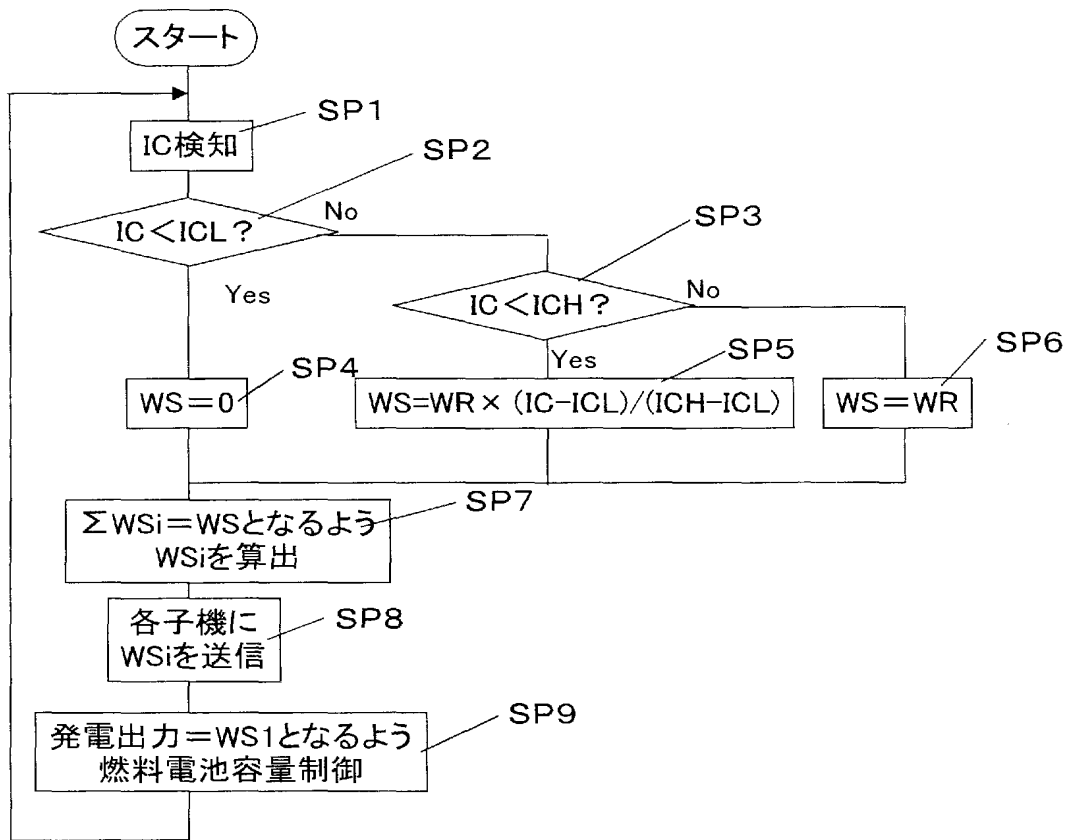 スタート
SP1
IC検知
SP2
IC<ICL?
No
Yes
SP3
IC<ICH?
No
Yes
SP4
WS=0
SP5
WS=WR×(IC-ICL)/(ICH-ICL)
SP6
WS=WR
SP7
ΣWSi=WSとなるよう
WSiを算出
SP8
各子機に
WSiを送信
SP9
発電出力=WS1となるよう
燃料電池容量制御